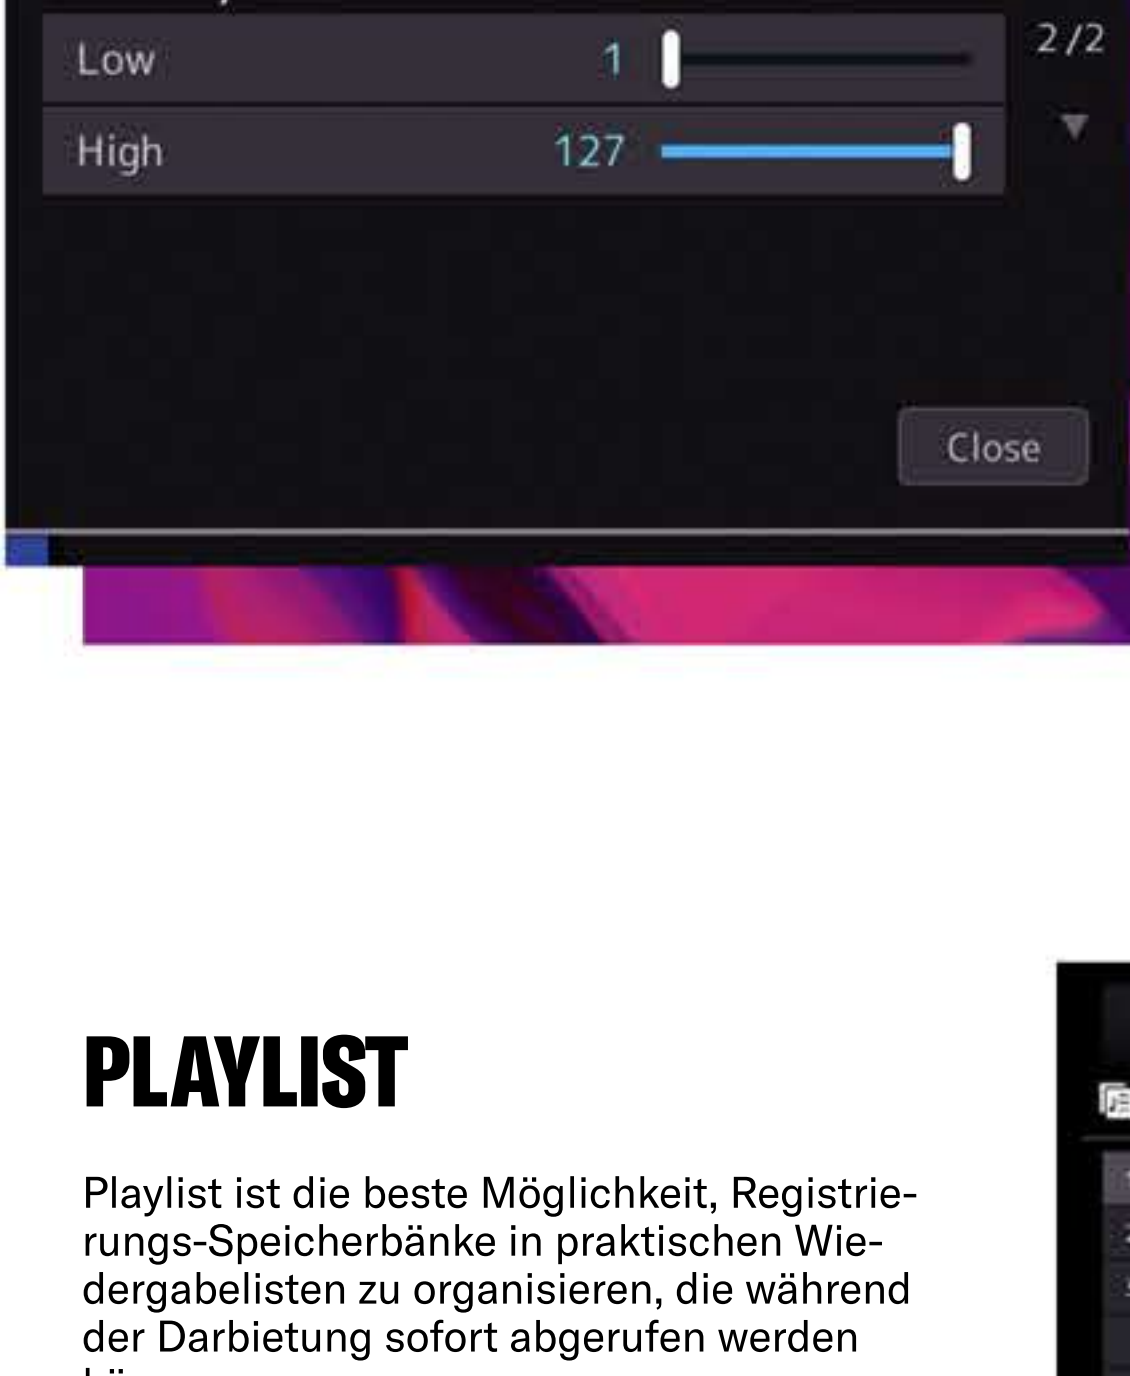 Low 1
2/2
High 127
Close
PLAYLIST
Playlist ist die beste Möglichkeit, Registrie-
rungs-Speicherbänke in praktischen Wie-
dergabelisten zu organisieren, die während
der Darbietung sofort abgerufen werden